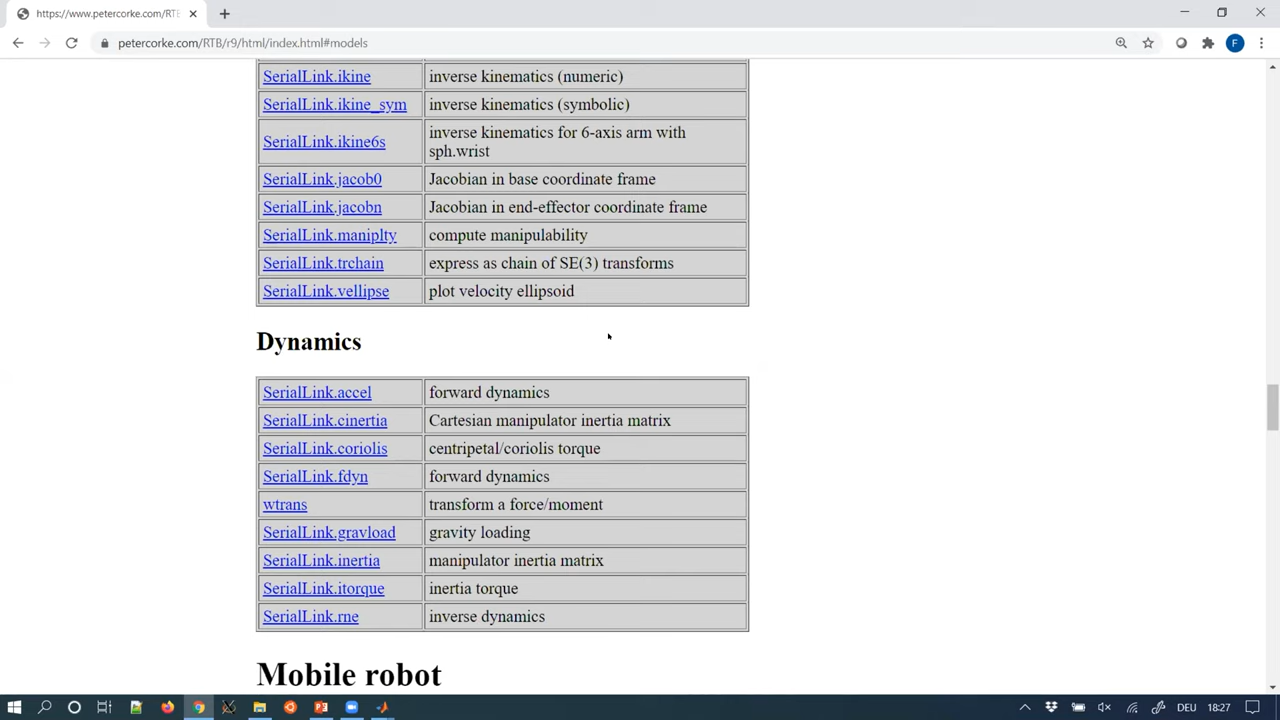 https://www.petercorke.com/RTB
petercorke.com/RTB/r9/html/index.html#models
F
SerialLink.ikine inverse kinematics (numeric)
SerialLink.ikine_sym inverse kinematics (symbolic)
SerialLink.ikine6s inverse kinematics for 6-axis arm with
sph.wrist
SerialLink.jacob0 Jacobian in base coordinate frame
SerialLink.jacobn Jacobian in end-effector coordinate frame
SerialLink.maniplty compute manipulability
SerialLink.trchain express as chain of SE(3) transforms
SerialLink.vellipse plot velocity ellipsoid
Dynamics
SerialLink.accel forward dynamics
SerialLink.cinertia Cartesian manipulator inertia matrix
SerialLink.coriolis centripetal/coriolis torque
SerialLink.fdyn forward dynamics
wtrans transform a force/moment
SerialLink.gravload gravity loading
SerialLink.inertia manipulator inertia matrix
SerialLink.itorque inertia torque
SerialLink.rne inverse dynamics
Mobile robot
DEU 18:27